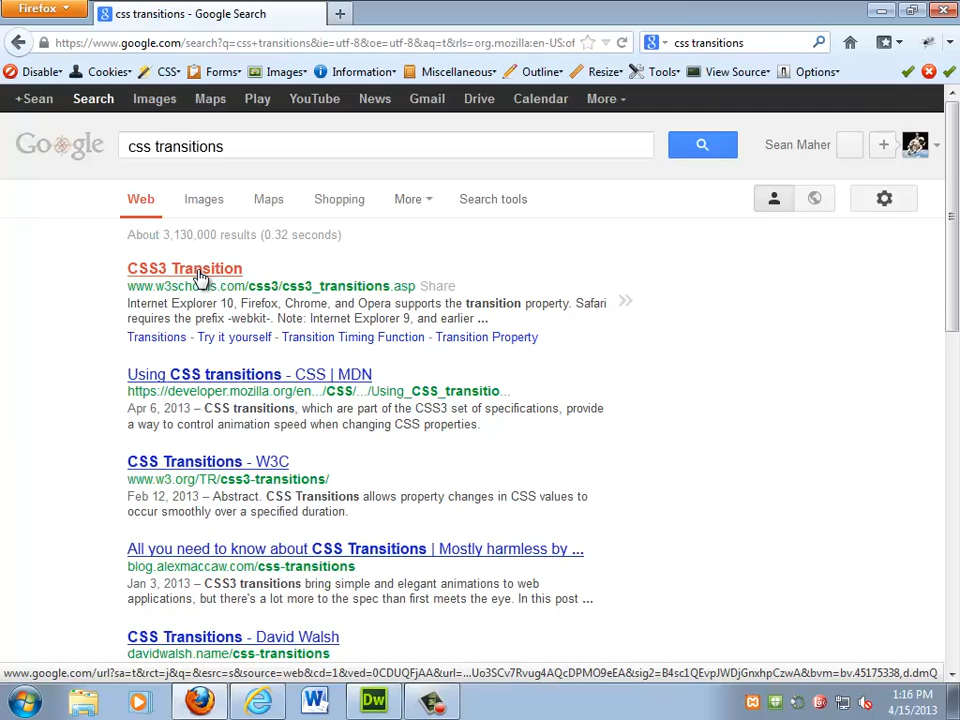 Firefox
css transitions - Google Search
https://www.google.com/search?q=css+transitions&ie=utf-8&oe=utf-8&aq=t&rls=org.mozilla:en-US:of
css transitions
Disable Cookies CSS Forms Images Information Miscellaneous Outline Resize Tools View Source Options
+Sean Search Images Maps Play YouTube News Gmail Drive Calendar More
Google
css transitions
Sean Maher
Web Images Maps Shopping More Search tools
About 3,130,000 results (0.32 seconds)
CSS3 Transition
www.w3schools.com/css3/css3_transitions.asp Share
Internet Explorer 10, Firefox, Chrome, and Opera supports the transition property. Safari
requires the prefix -webkit-. Note: Internet Explorer 9, and earlier ...
Transitions - Try it yourself - Transition Timing Function - Transition Property
Using CSS transitions - CSS | MDN
https://developer.mozilla.org/en.../CSS/.../Using_CSS_transitio...
Apr 6, 2013 – CSS transitions, which are part of the CSS3 set of specifications, provide
a way to control animation speed when changing CSS properties.
CSS Transitions - W3C
www.w3.org/TR/css3-transitions/
Feb 12, 2013 – Abstract. CSS Transitions allows property changes in CSS values to
occur smoothly over a specified duration.
All you need to know about CSS Transitions | Mostly harmless by ...
blog.alexmaccaw.com/css-transitions
Jan 3, 2013 – CSS3 transitions bring simple and elegant animations to web
applications, but there's a lot more to the spec than first meets the eye. In this post ...
CSS Transitions - David Walsh
davidwalsh.name/css-transitions
www.google.com/url?sa=t&rct=j&q=&esrc=s&source=web&cd=1&ved=0CDUQFjAA&url=...Uo3SCv7Rvug4AQcDPMO9eEA&sig2=B4sc1QEvpJWDjGnxhpCzwA&bvm=bv.45175338,d.dmQ
Dw
1:16 PM
4/15/2013